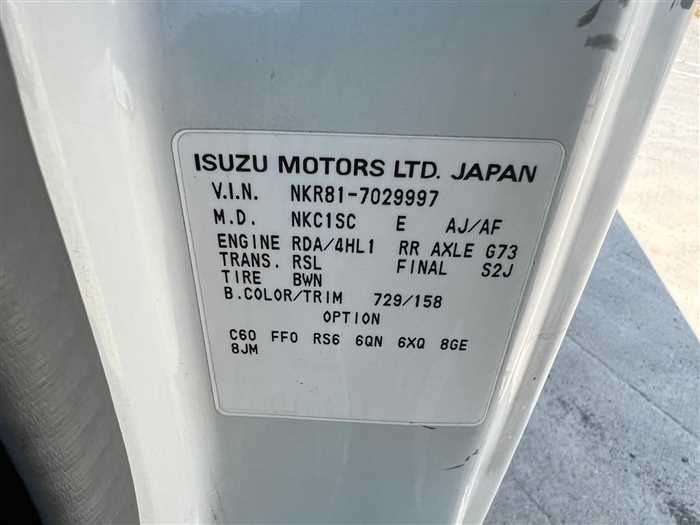 ISUZU MOTORS LTD. JAPAN
V.I.N. NKR81-7029997
M.D. NKC1SC E AJ/AF
ENGINE RDA/4HL1 RR AXLE G73
TRANS. RSL FINAL S2J
TIRE BWN
B.COLOR/TRIM 729/158
OPTION
C60 FF0 RS6 6QN 6XQ 8GE
8JM